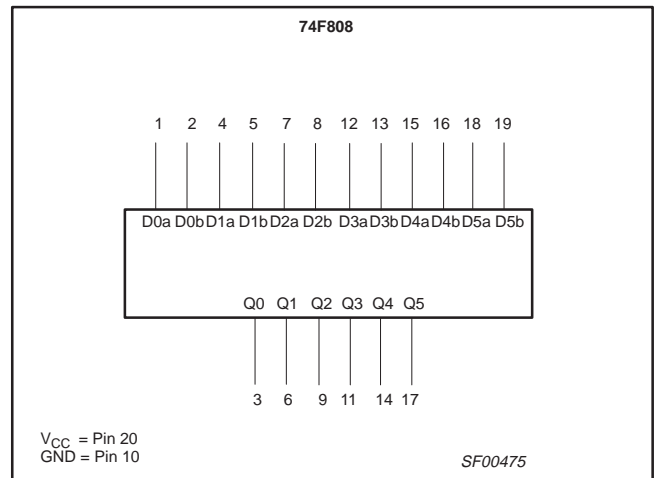 74F808
1 2 4 5 7 8 12 13 15 16 18 19
D0a D0b D1a D1b D2a D2b D3a D3b D4a D4b D5a D5b
Q0 Q1 Q2 Q3 Q4 Q5
3 6 9 11 14 17
VCC = Pin 20
GND = Pin 10
SF00475